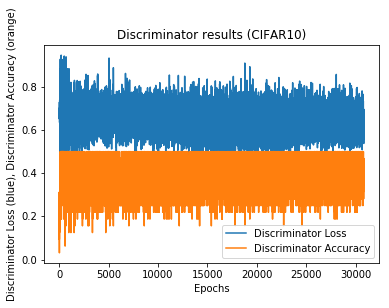 Discriminator results (CIFAR10)
Discriminator Loss (blue), Discriminator Accuracy (orange)
0.8
0.6
0.4
0.2
0.0
Discriminator Loss
Discriminator Accuracy
0 5000 10000 15000 20000 25000 30000
Epochs